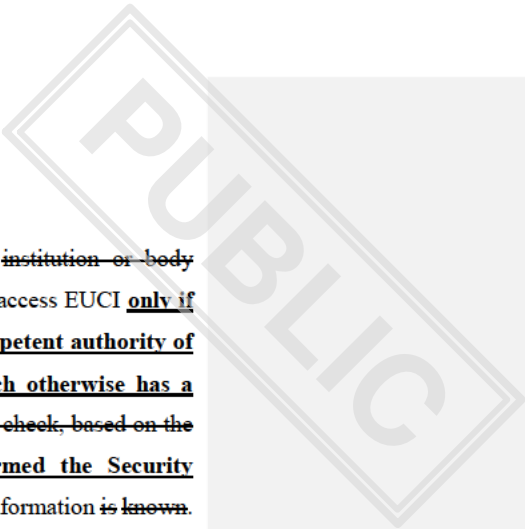 institution or body
access EUCI only if
petent authority of
h otherwise has a
check, based on the
rmed the Security
formation is known.
PUBLIC